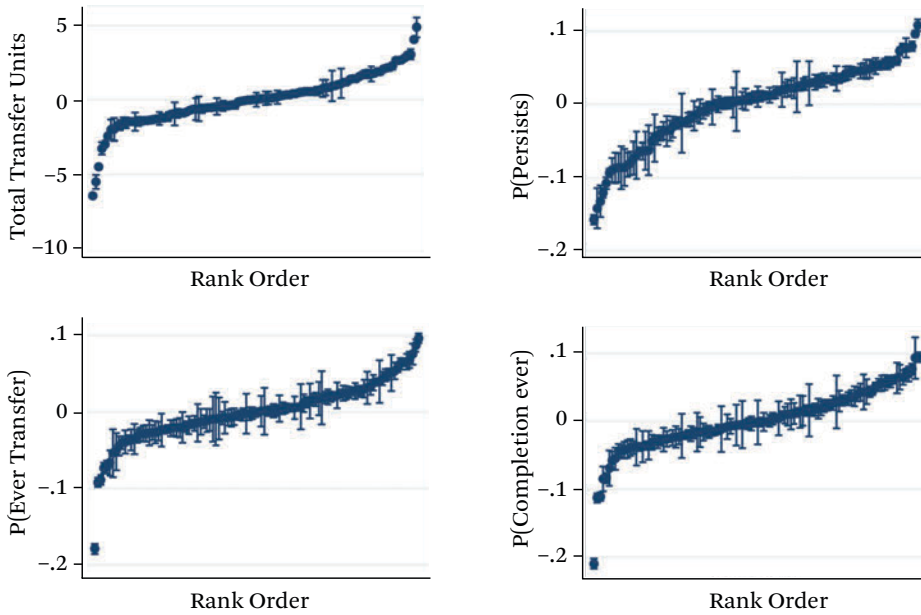 Total Transfer Units
5
0
−5
−10
Rank Order
P(Persists)
.1
0
−.1
−.2
Rank Order
P(Ever Transfer)
.1
0
−.1
−.2
Rank Order
P(Completion ever)
.1
0
−.1
−.2
Rank Order